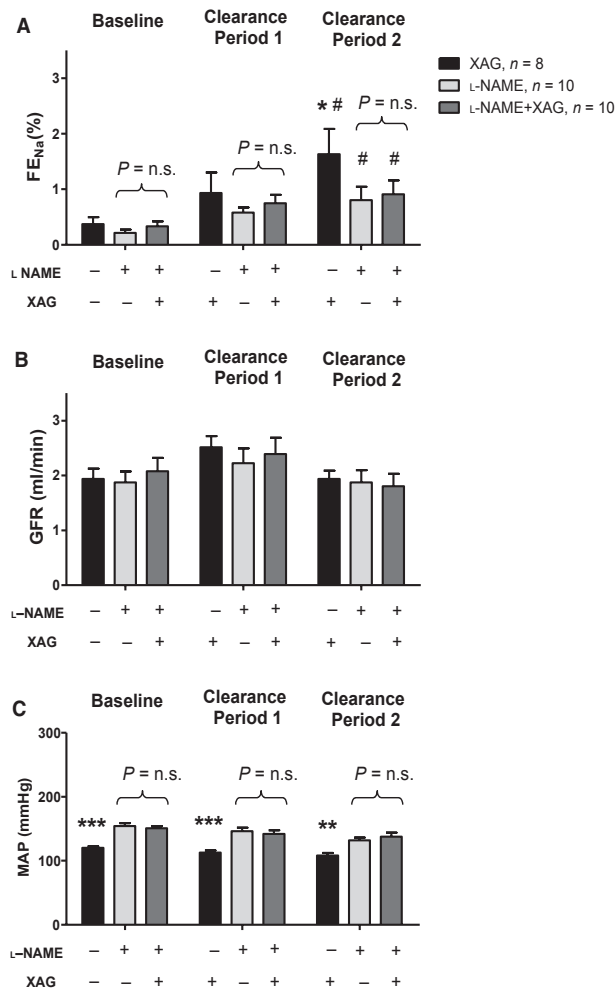 A
Baseline
Clearance
Period 1
Clearance
Period 2
XAG, n = 8
L-NAME, n = 10
L-NAME+XAG, n = 10
FENa(%)
3
2
1
0
P = n.s.
P = n.s.
* #
P = n.s.
#
#
L NAME – + + – + + – + +
XAG – – + + – + + – +
B
Baseline
Clearance
Period 1
Clearance
Period 2
GFR (ml/min)
3
2
1
0
L–NAME – + + – + + – + +
XAG – – + + – + + – +
C
Baseline
Clearance
Period 1
Clearance
Period 2
MAP (mmHg)
300
200
100
0
***
P = n.s.
***
P = n.s.
**
P = n.s.
L–NAME – + + – + + – + +
XAG – – + + – + + – +